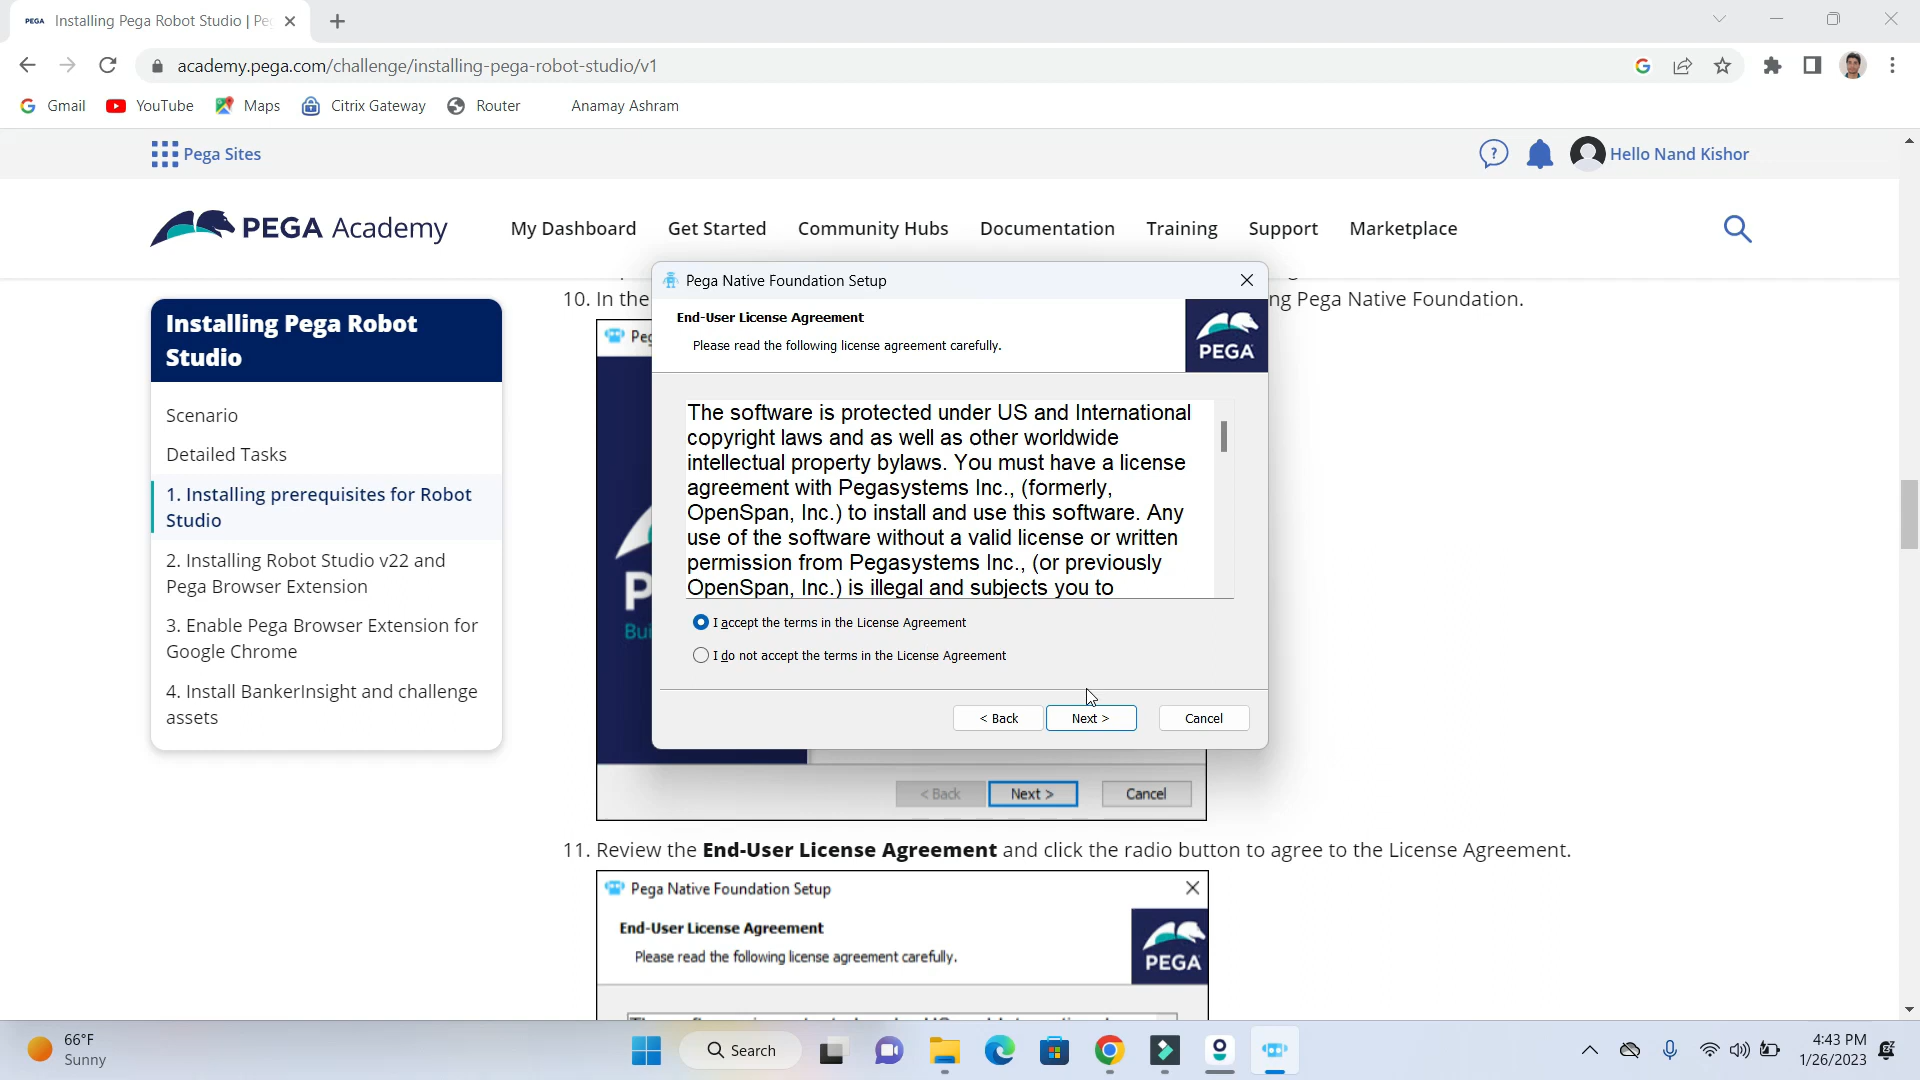 PEGA Installing Pega Robot Studio | Pe
academy.pega.com/challenge/installing-pega-robot-studio/v1
Gmail YouTube Maps Citrix Gateway Router Anamay Ashram
Pega Sites
Hello Nand Kishor
PEGA Academy
My Dashboard Get Started Community Hubs Documentation Training Support Marketplace
Installing Pega Robot
Studio
Scenario
Detailed Tasks
1. Installing prerequisites for Robot
Studio
2. Installing Robot Studio v22 and
Pega Browser Extension
3. Enable Pega Browser Extension for
Google Chrome
4. Install BankerInsight and challenge
assets
10. In the
ng Pega Native Foundation.
Peg
P
Bui
Pega Native Foundation Setup
End-User License Agreement
Please read the following license agreement carefully.
PEGA
The software is protected under US and International
copyright laws and as well as other worldwide
intellectual property bylaws. You must have a license
agreement with Pegasystems Inc., (formerly,
OpenSpan, Inc.) to install and use this software. Any
use of the software without a valid license or written
permission from Pegasystems Inc., (or previously
OpenSpan, Inc.) is illegal and subjects you to
I accept the terms in the License Agreement
I do not accept the terms in the License Agreement
< Back Next > Cancel
< Back Next > Cancel
11. Review the End-User License Agreement and click the radio button to agree to the License Agreement.
Pega Native Foundation Setup
End-User License Agreement
Please read the following license agreement carefully.
PEGA
66°F
Sunny
Search
4:43 PM
1/26/2023